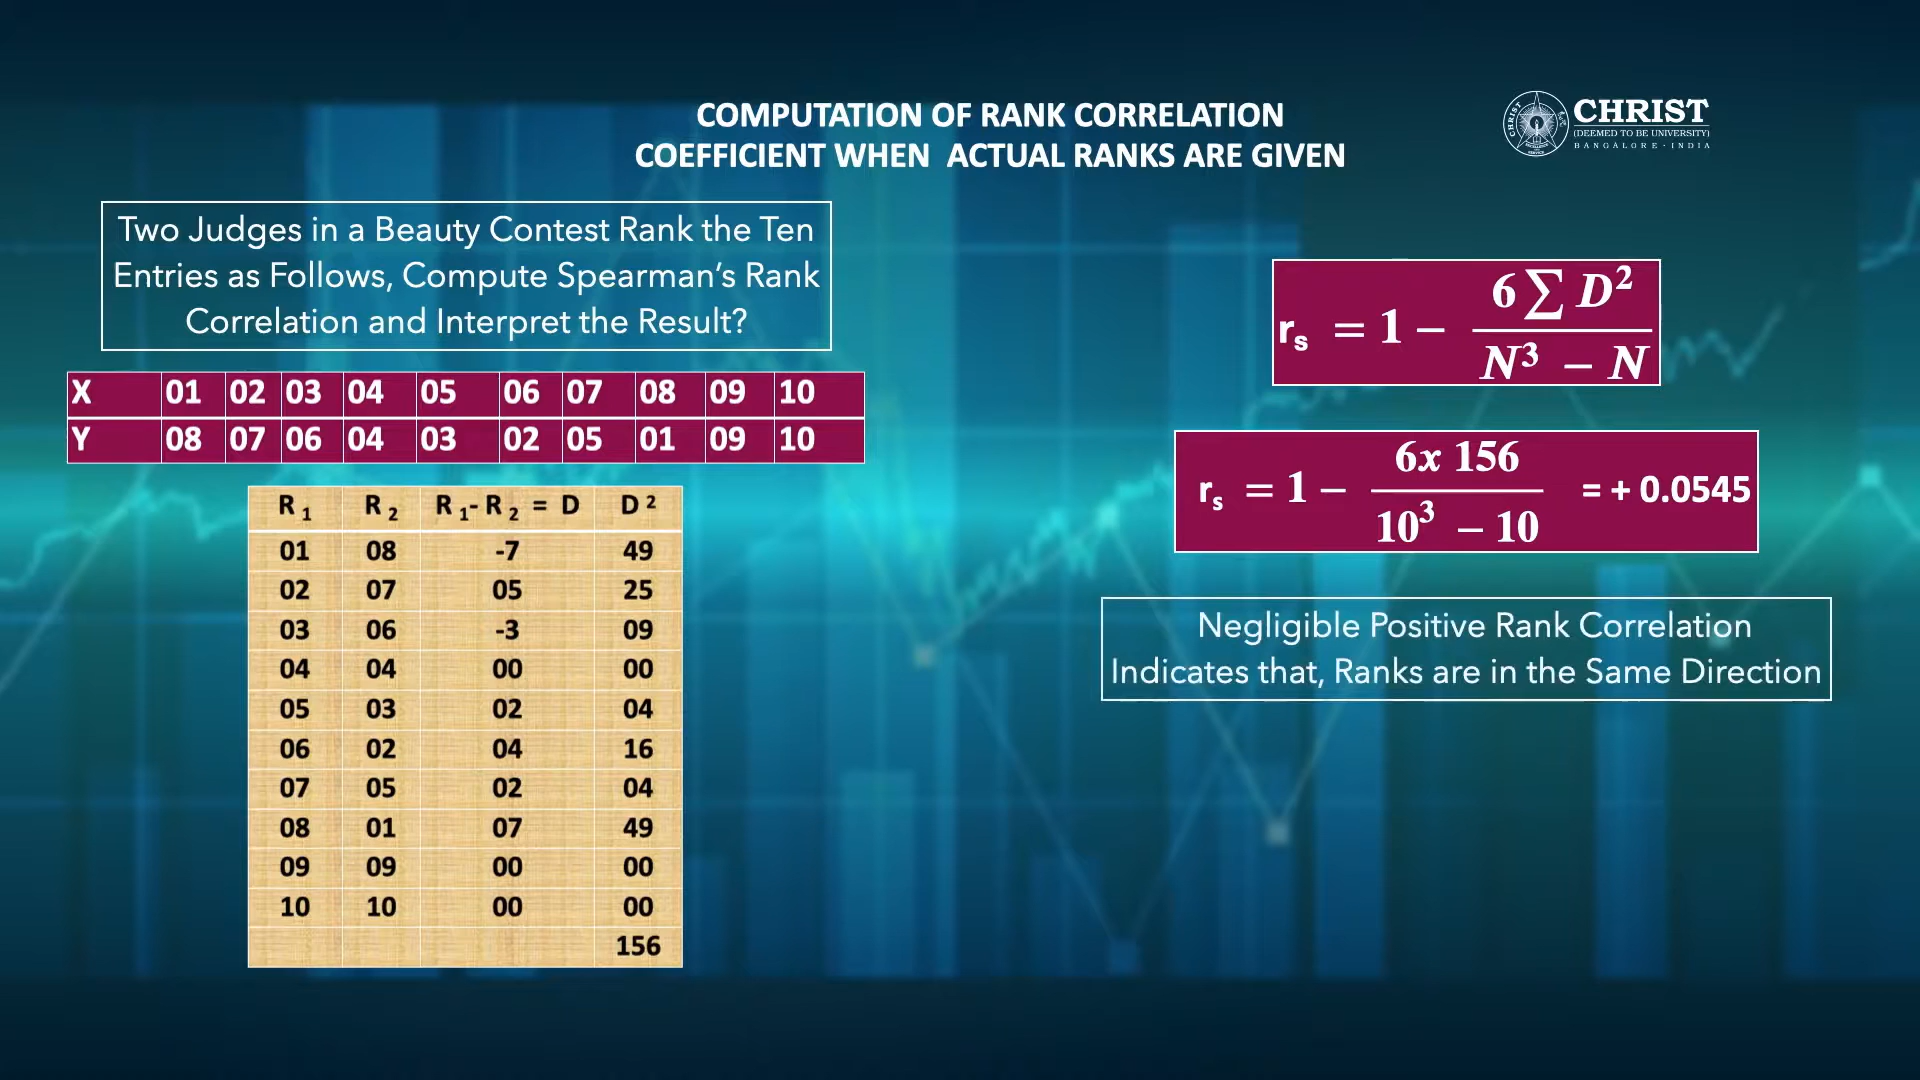 COMPUTATION OF RANK CORRELATION
COEFFICIENT WHEN ACTUAL RANKS ARE GIVEN
CHRIST
(DEEMED TO BE UNIVERSITY)
BANGALORE · INDIA
Two Judges in a Beauty Contest Rank the Ten
Entries as Follows, Compute Spearman’s Rank
Correlation and Interpret the Result?
X 01 02 03 04 05 06 07 08 09 10
Y 08 07 06 04 03 02 05 01 09 10
R₁ R₂ R₁- R₂ = D D²
01 08 -7 49
02 07 05 25
03 06 -3 09
04 04 00 00
05 03 02 04
06 02 04 16
07 05 02 04
08 01 07 49
09 09 00 00
10 10 00 00
156
rₛ = 1 − 6∑D² / N³ − N
rₛ = 1 − 6x 156 / 10³ − 10 = + 0.0545
Negligible Positive Rank Correlation
Indicates that, Ranks are in the Same Direction